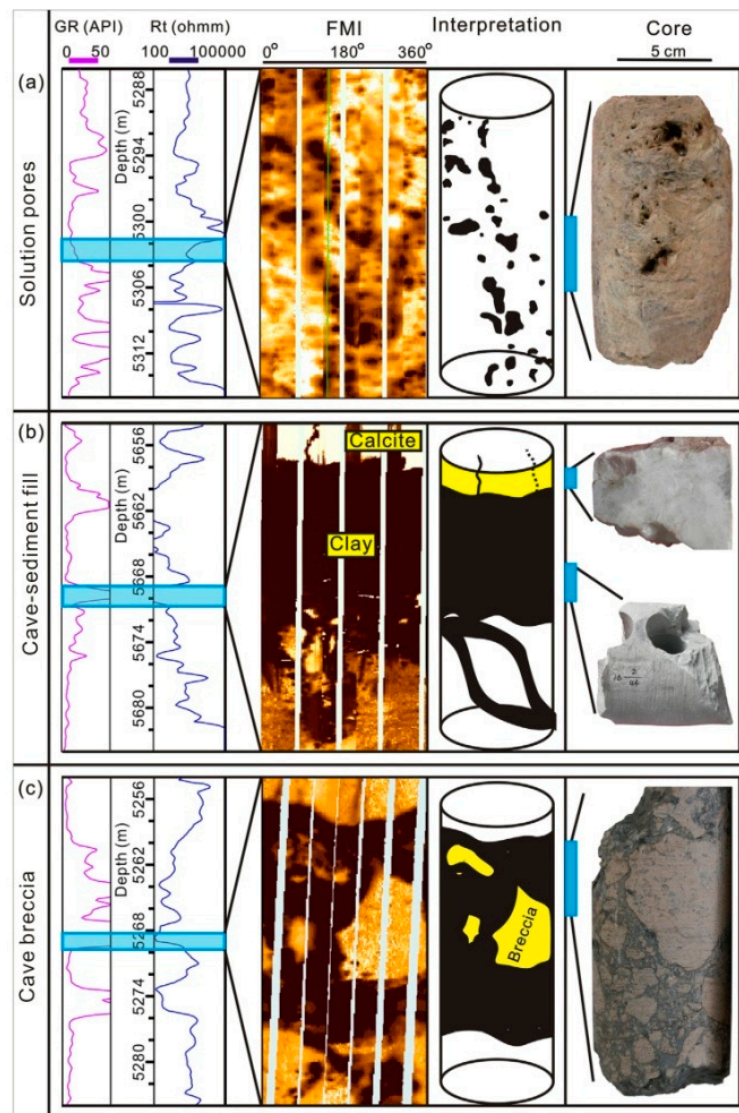 GR (API) Rt (ohmm) FMI Interpretation Core
0 50 100 100000 0° 180° 360° 5 cm
(a)
Solution pores
Depth (m)
5288
5294
5300
5306
5312
(b)
Cave-sediment fill
Depth (m)
5656
5662
5668
5674
5680
Calcite
Clay
(c)
Cave breccia
Depth (m)
5256
5262
5268
5274
5280
Breccia